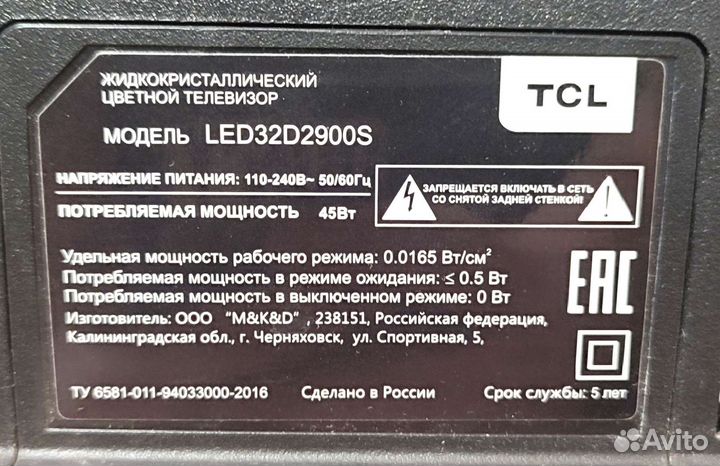 ЖИДКОКРИСТАЛЛИЧЕСКИЙ
ЦВЕТНОЙ ТЕЛЕВИЗОР
TCL
МОДЕЛЬ LED32D2900S
НАПРЯЖЕНИЕ ПИТАНИЯ: 110-240В~ 50/60Гц
ПОТРЕБЛЯЕМАЯ МОЩНОСТЬ 45Вт
ЗАПРЕЩАЕТСЯ ВКЛЮЧАТЬ В СЕТЬ
СО СНЯТОЙ ЗАДНЕЙ СТЕНКОЙ!
Удельная мощность рабочего режима: 0.0165 Вт/см²
Потребляемая мощность в режиме ожидания: ≤ 0.5 Вт
Потребляемая мощность в выключенном режиме: 0 Вт
Изготовитель: ООО "M&K&D" , 238151, Российская федерация,
Калининградская обл., г. Черняховск, ул. Спортивная, 5,
EAC
ТУ 6581-011-94033000-2016 Сделано в России Срок службы: 5 лет
Avito